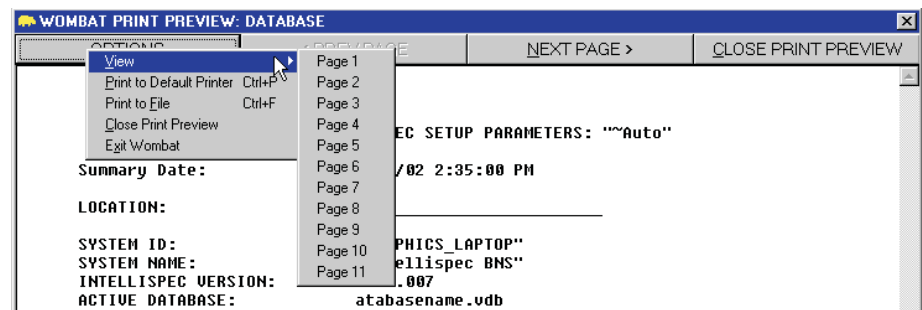 WOMBAT PRINT PREVIEW: DATABASE
OPTIONS < PREV PAGE NEXT PAGE > CLOSE PRINT PREVIEW
View
Print to Default Printer Ctrl+P
Print to File Ctrl+F
Close Print Preview
Exit Wombat
Page 1
Page 2
Page 3
Page 4
Page 5
Page 6
Page 7
Page 8
Page 9
Page 10
Page 11
EC SETUP PARAMETERS: "~Auto"
Summary Date: /02 2:35:00 PM
LOCATION:
SYSTEM ID: PHICS_LAPTOP"
SYSTEM NAME: ellispec BNS"
INTELLISPEC VERSION: .007
ACTIVE DATABASE: atabasename.vdb